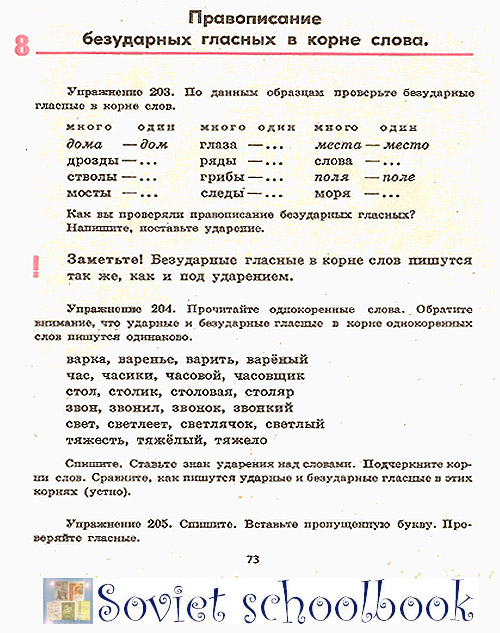 Правописание
безударных гласных в корне слова.
8
Упражнение 203. По данным образцам проверьте безударные
гласные в корне слов.
много один много один много один
дома — дом глаза —... места — место
дрозды —... ряды —... слова —...
стволы —... грибы —... поля — поле
мосты —... следы —... моря —...
Как вы проверяли правописание безударных гласных?
Напишите, поставьте ударение.
! Заметьте! Безударные гласные в корне слов пишутся
так же, как и под ударением.
Упражнение 204. Прочитайте однокоренные слова. Обратите
внимание, что ударные и безударные гласные в корне однокоренных
слов пишутся одинаково.
варка, варенье, варить, варёный
час, часики, часовой, часовщик
стол, столик, столовая, столяр
звон, звонил, звонок, звонкий
свет, светлеет, светлячок, светлый
тяжесть, тяжёлый, тяжело
Спишите. Ставьте знак ударения над словами. Подчеркните кор-
ни слов. Сравните, как пишутся ударные и безударные гласные в этих
корнях (устно).
Упражнение 205. Спишите. Вставьте пропущенную букву. Про-
веряйте гласные.
73
Soviet schoolbook